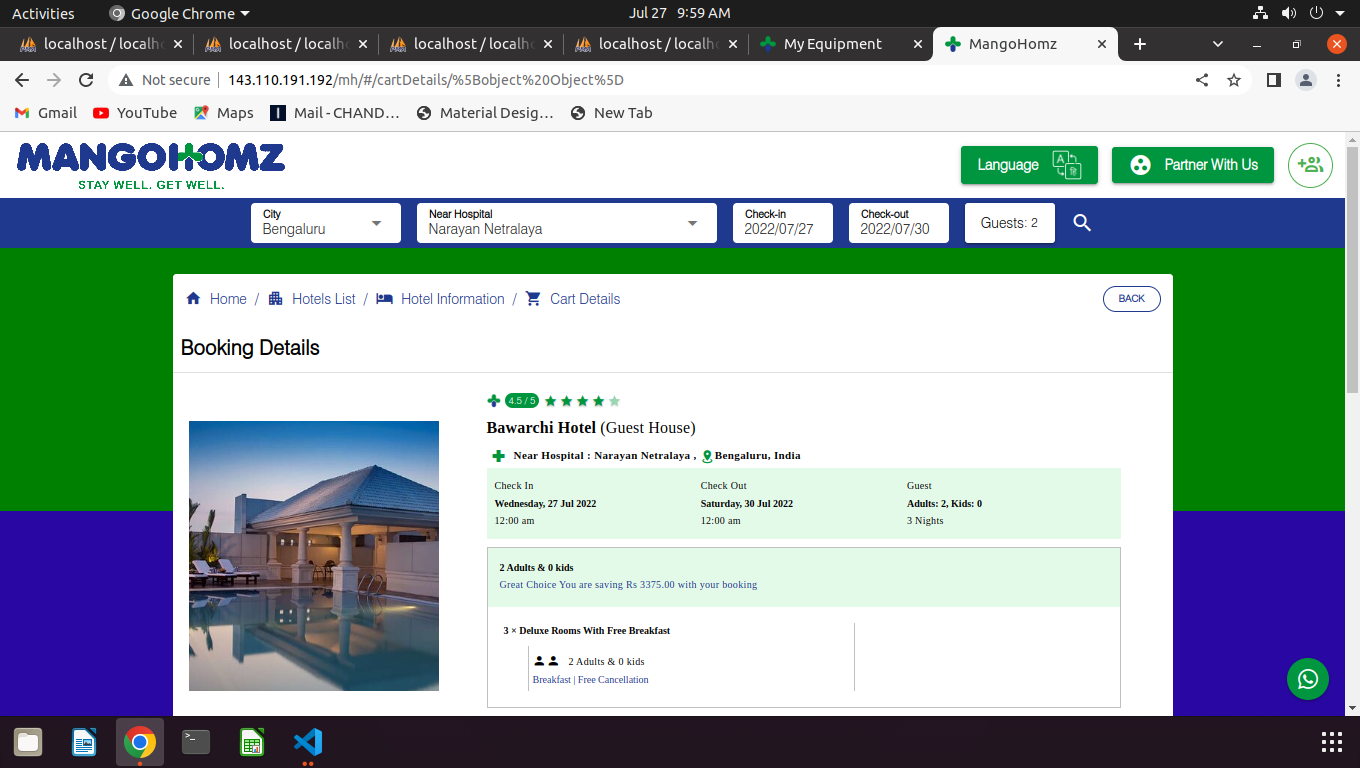 Activities
Google Chrome
Jul 27 9:59 AM
localhost / localh
localhost / localh
localhost / localh
localhost / localh
My Equipment
MangoHomz
Not secure
143.110.191.192/mh/#/cartDetails/%5Bobject%20Object%5D
Gmail
YouTube
Maps
Mail - CHAND…
Material Desig…
New Tab
MANGOHOMZ
STAY WELL. GET WELL.
Language
Partner With Us
City
Bengaluru
Near Hospital
Narayan Netralaya
Check-in
2022/07/27
Check-out
2022/07/30
Guests: 2
Home / Hotels List / Hotel Information / Cart Details
BACK
Booking Details
4.5 / 5
Bawarchi Hotel (Guest House)
Near Hospital : Narayan Netralaya , Bengaluru, India
Check In
Check Out
Guest
Wednesday, 27 Jul 2022
Saturday, 30 Jul 2022
Adults: 2, Kids: 0
12:00 am
12:00 am
3 Nights
2 Adults & 0 kids
Great Choice You are saving Rs 3375.00 with your booking
3 × Deluxe Rooms With Free Breakfast
2 Adults & 0 kids
Breakfast | Free Cancellation